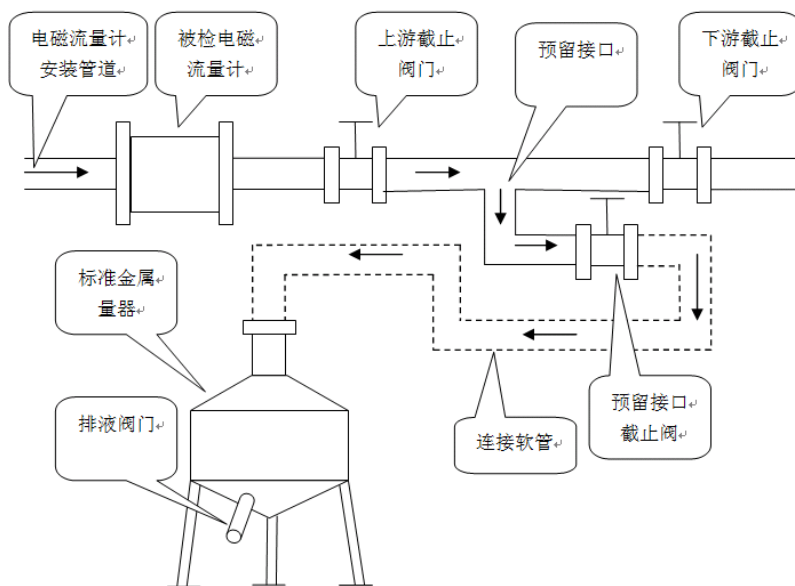 电磁流量计
安装管道
被检电磁
流量计
上游截止
阀门
预留接口
下游截止
阀门
标准金属
量器
排液阀门
连接软管
预留接口
截止阀